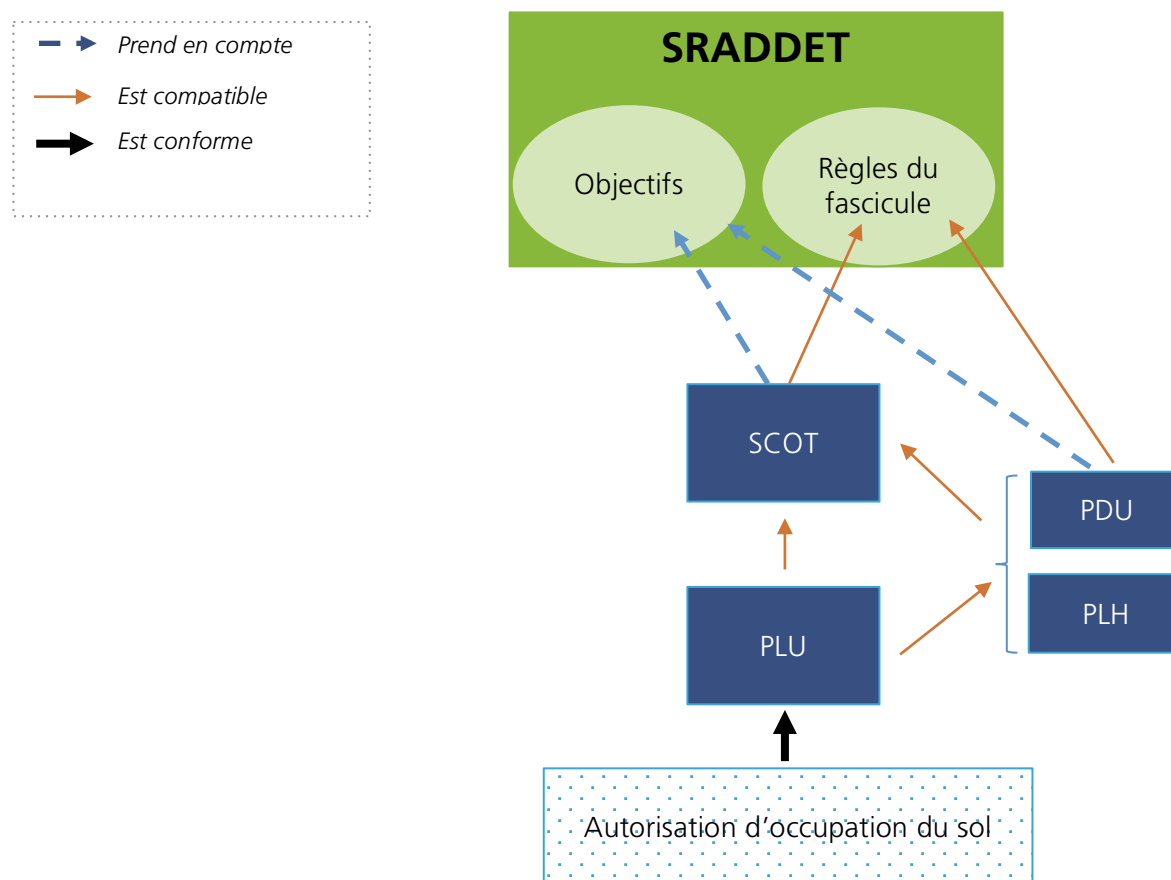 Prend en compte
Est compatible
Est conforme
SRADDET
Objectifs
Règles du
fascicule
SCOT
PDU
PLH
PLU
Autorisation d’occupation du sol